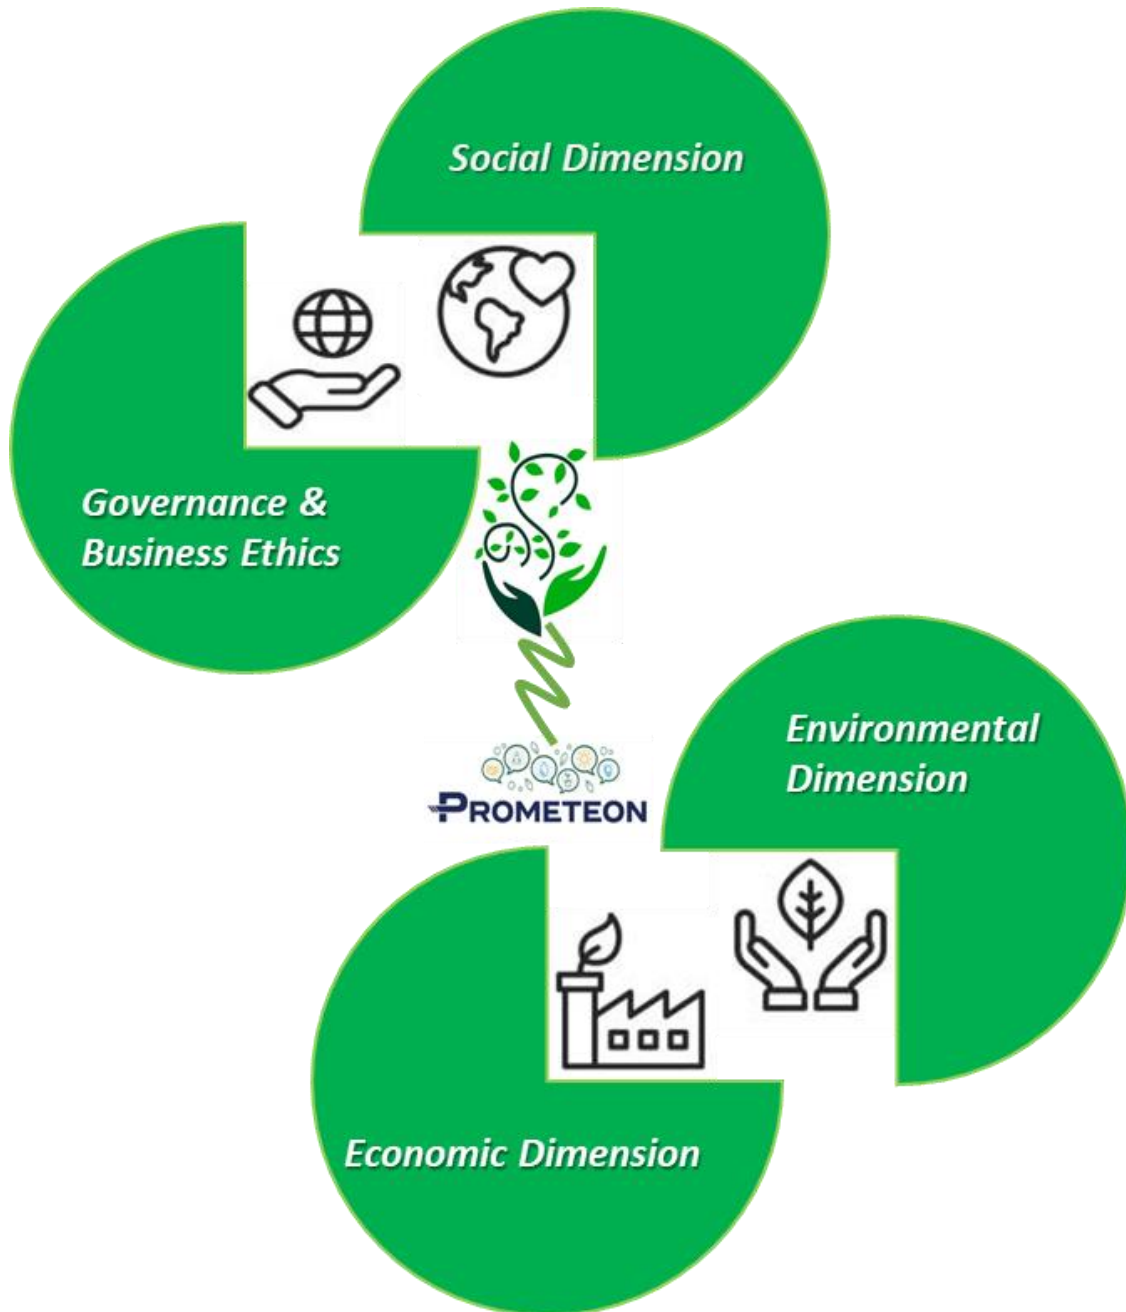 Social Dimension
Governance &
Business Ethics
Environmental
Dimension
PROMETEON
Economic Dimension